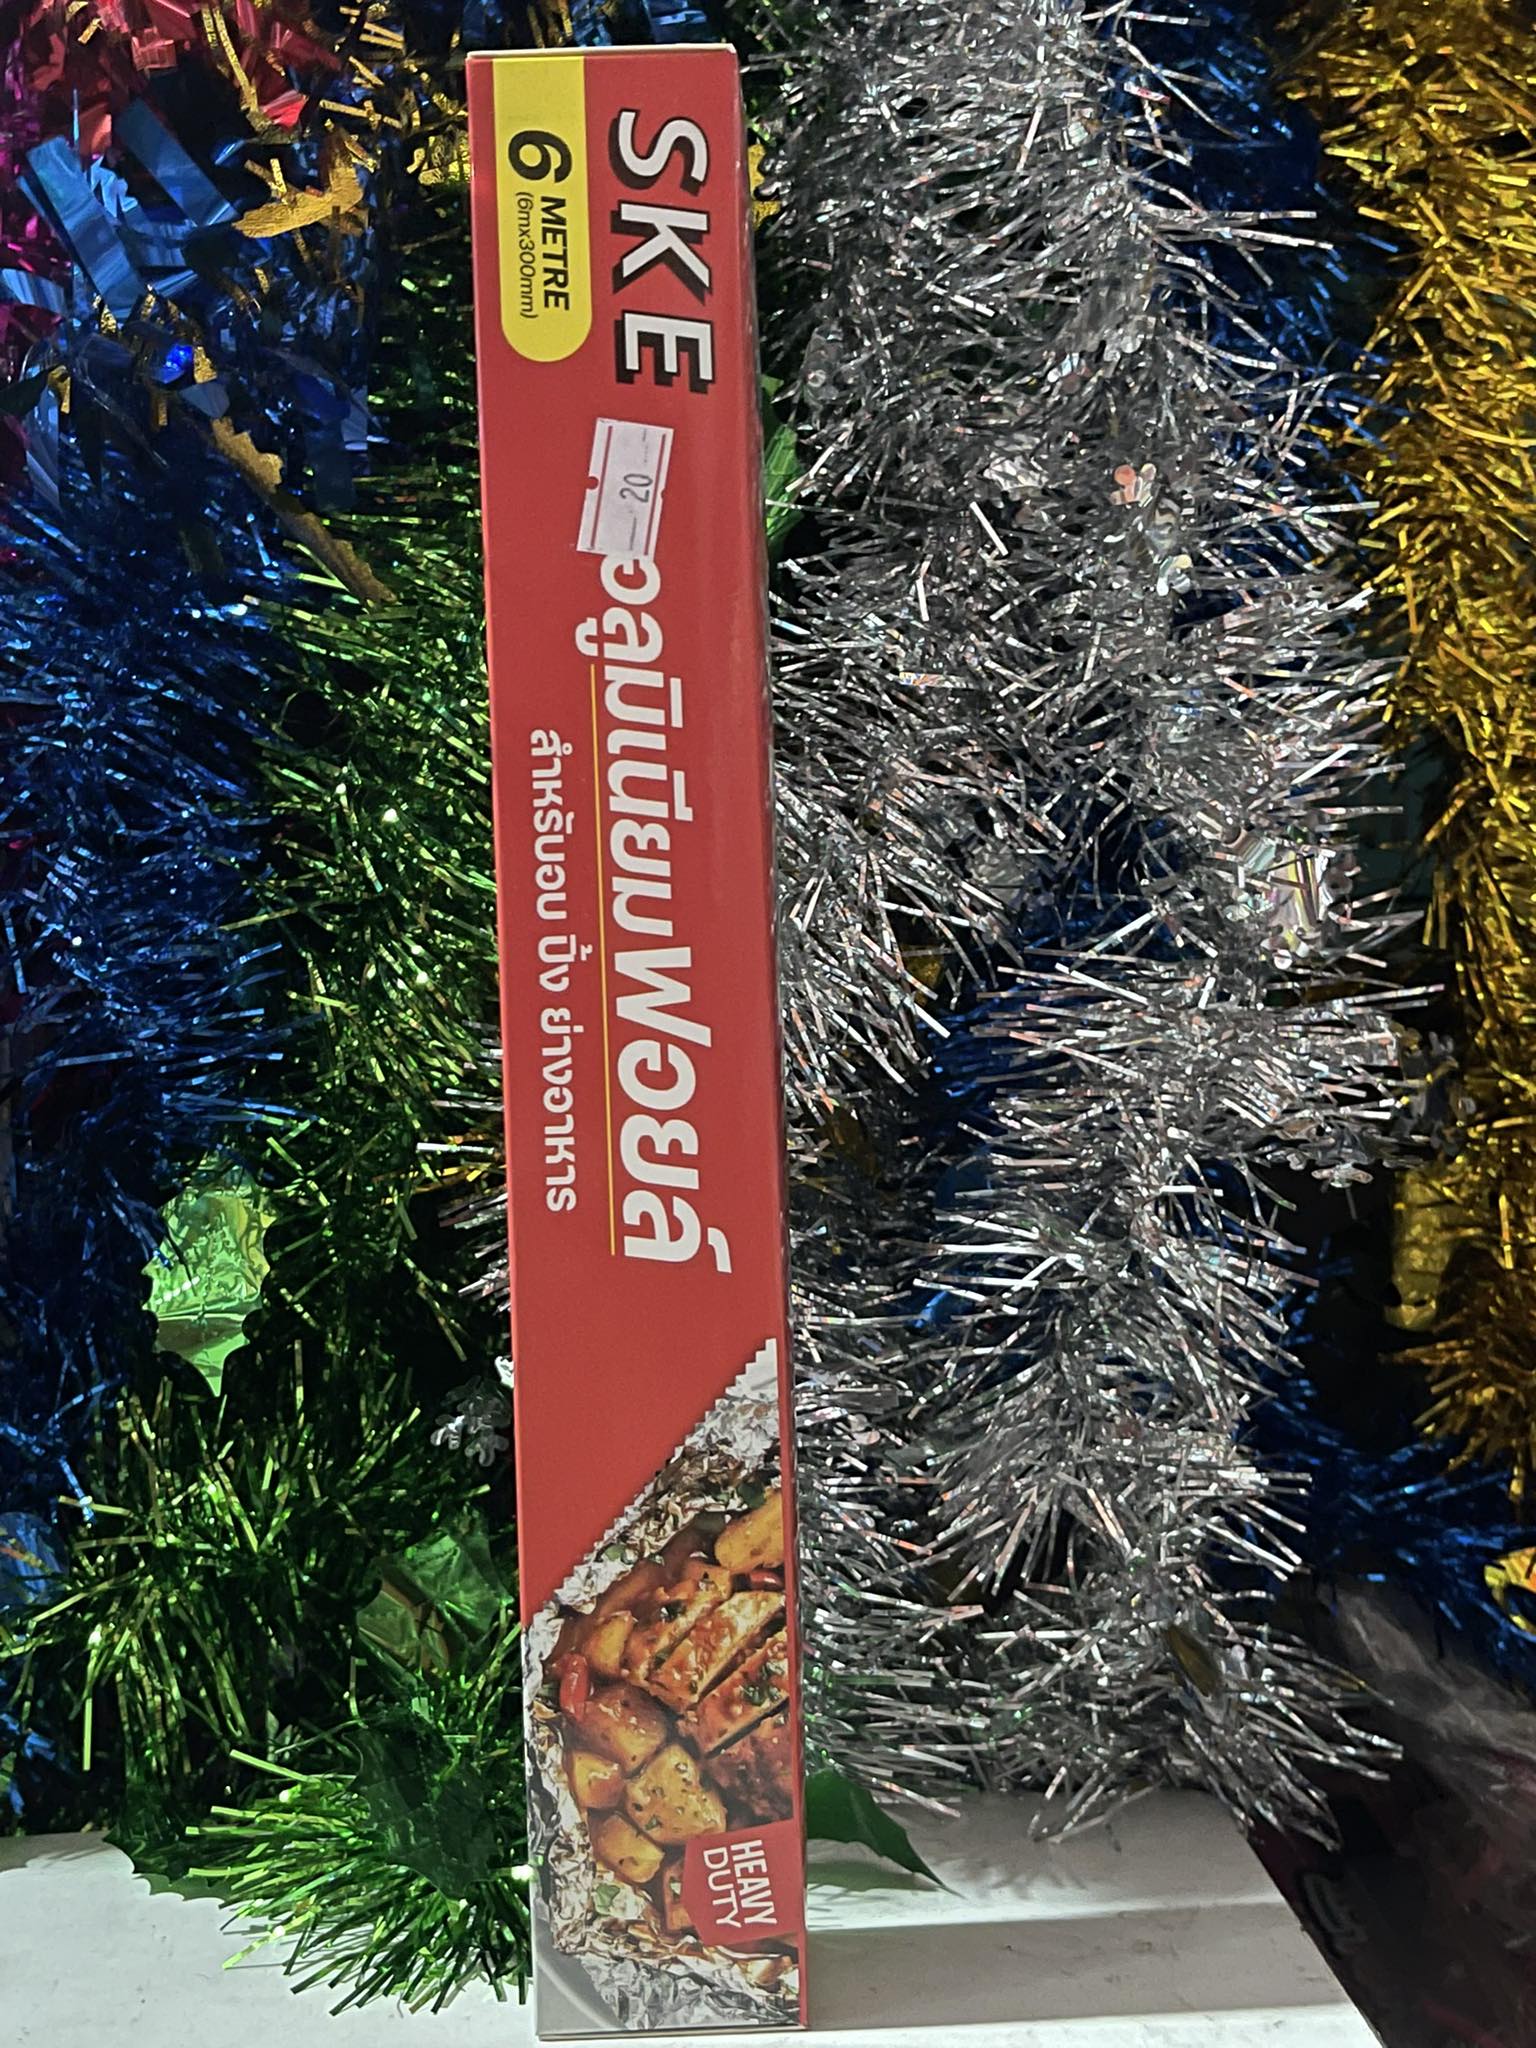 SKE
6 METRE
(6mx300mm)
20
อลูมิเนียมฟอยล์
สำหรับอบ ปิ้ง ย่างอาหาร
HEAVY
DUTY